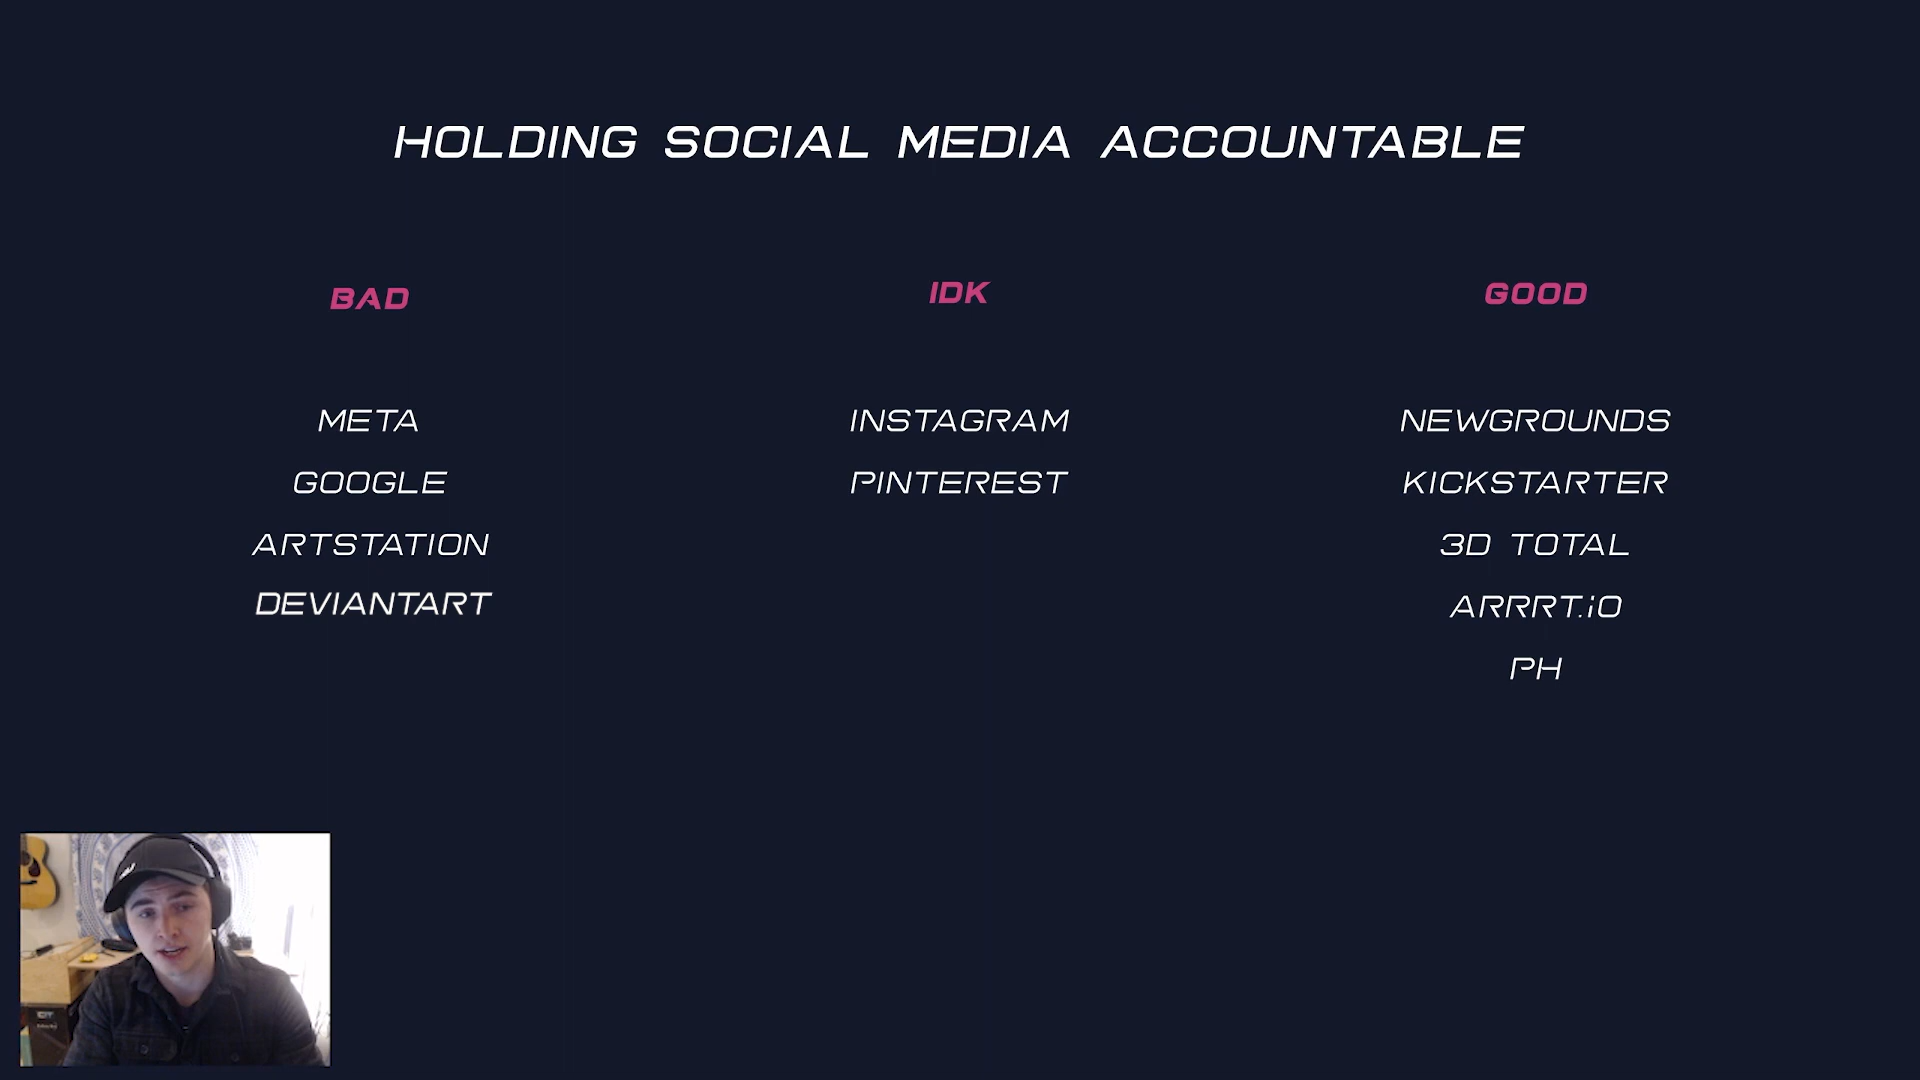 HOLDING SOCIAL MEDIA ACCOUNTABLE
BAD
META
GOOGLE
ARTSTATION
DEVIANTART
IDK
INSTAGRAM
PINTEREST
GOOD
NEWGROUNDS
KICKSTARTER
3D TOTAL
ARRRT.iO
PH